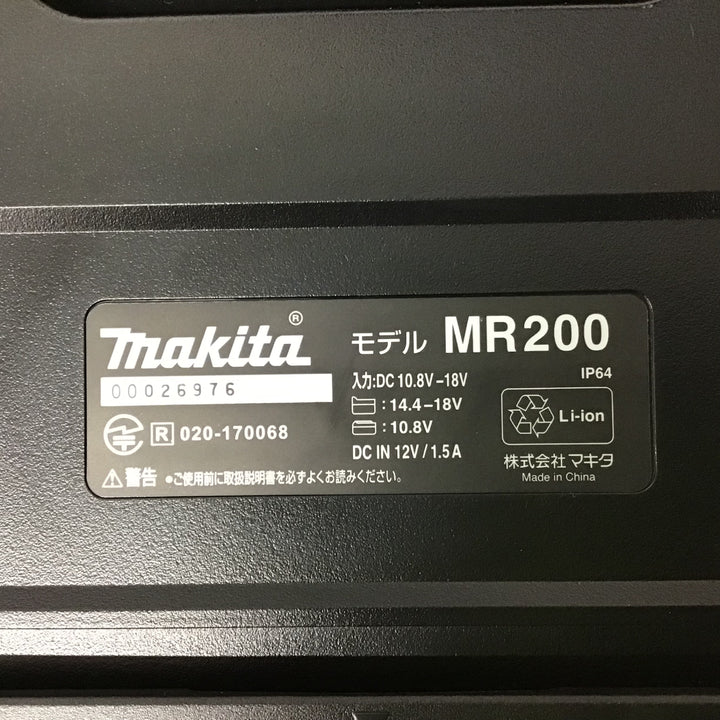 makita®
00026976
R 020-170068
⚠警告 •ご使用前に取扱説明書を必ずよくお読みください。
モデル MR200
入力:DC 10.8V-18V
: 14.4-18V
: 10.8V
DC IN 12V / 1.5A
IP64
Li-ion
株式会社マキタ
Made in China